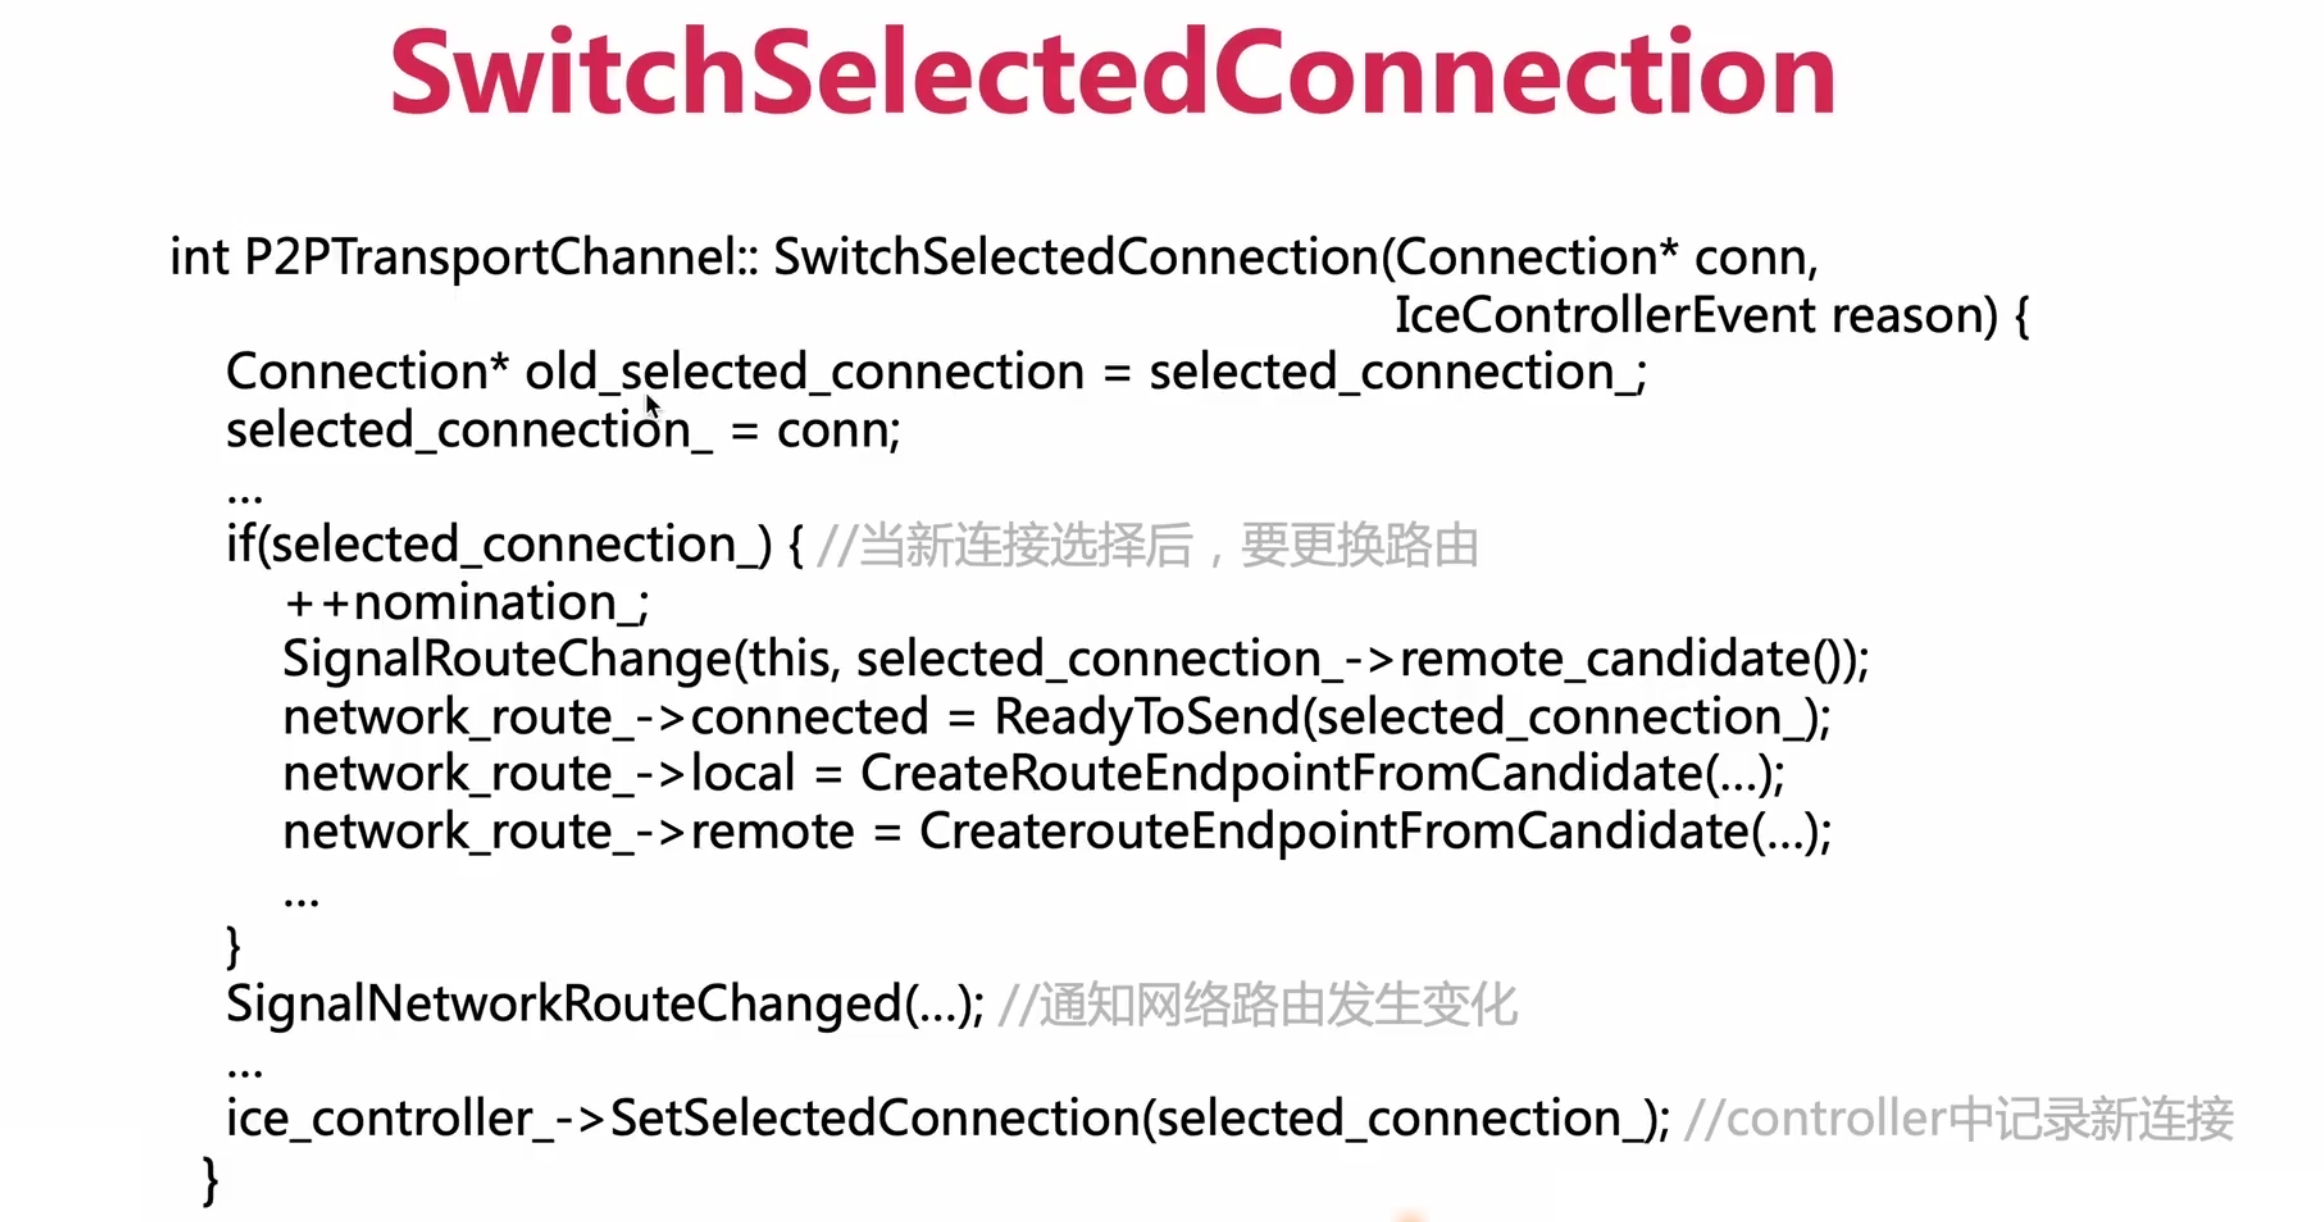 SwitchSelectedConnection
int P2PTransportChannel:: SwitchSelectedConnection(Connection* conn,
IceControllerEvent reason) {
Connection* old_selected_connection = selected_connection_;
selected_connection_ = conn;
...
if(selected_connection_) { //当新连接选择后，要更换路由
++nomination_;
SignalRouteChange(this, selected_connection_->remote_candidate());
network_route_->connected = ReadyToSend(selected_connection_);
network_route_->local = CreateRouteEndpointFromCandidate(...);
network_route_->remote = CreaterouteEndpointFromCandidate(...);
...
}
SignalNetworkRouteChanged(...); //通知网络路由发生变化
...
ice_controller_->SetSelectedConnection(selected_connection_); //controller中记录新连接
}